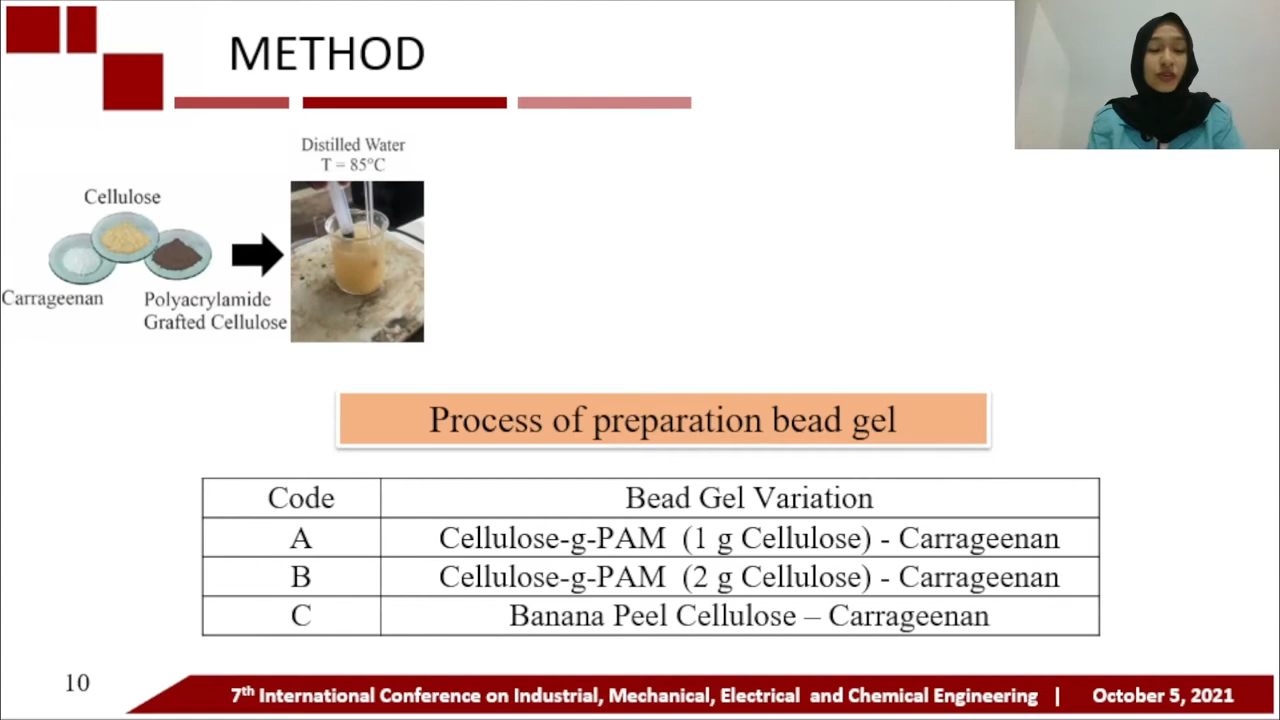 METHOD
Distilled Water
T = 85°C
Cellulose
Carrageenan
Polyacrylamide
Grafted Cellulose
Process of preparation bead gel
Code Bead Gel Variation
A Cellulose-g-PAM (1 g Cellulose) - Carrageenan
B Cellulose-g-PAM (2 g Cellulose) - Carrageenan
C Banana Peel Cellulose – Carrageenan
10
7th International Conference on Industrial, Mechanical, Electrical and Chemical Engineering | October 5, 2021